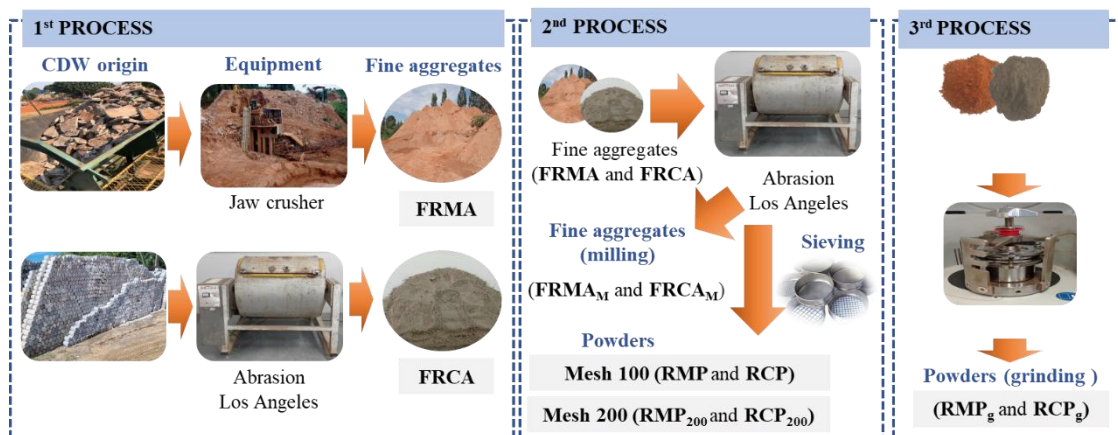 1st PROCESS
CDW origin
Equipment
Fine aggregates
Jaw crusher
FRMA
Abrasion
Los Angeles
FRCA
2nd PROCESS
Fine aggregates
(FRMA and FRCA)
Abrasion
Los Angeles
Fine aggregates
(milling)
(FRMAM and FRCAM)
Sieving
Powders
Mesh 100 (RMP and RCP)
Mesh 200 (RMP200 and RCP200)
3rd PROCESS
Powders (grinding )
(RMPg and RCPg)